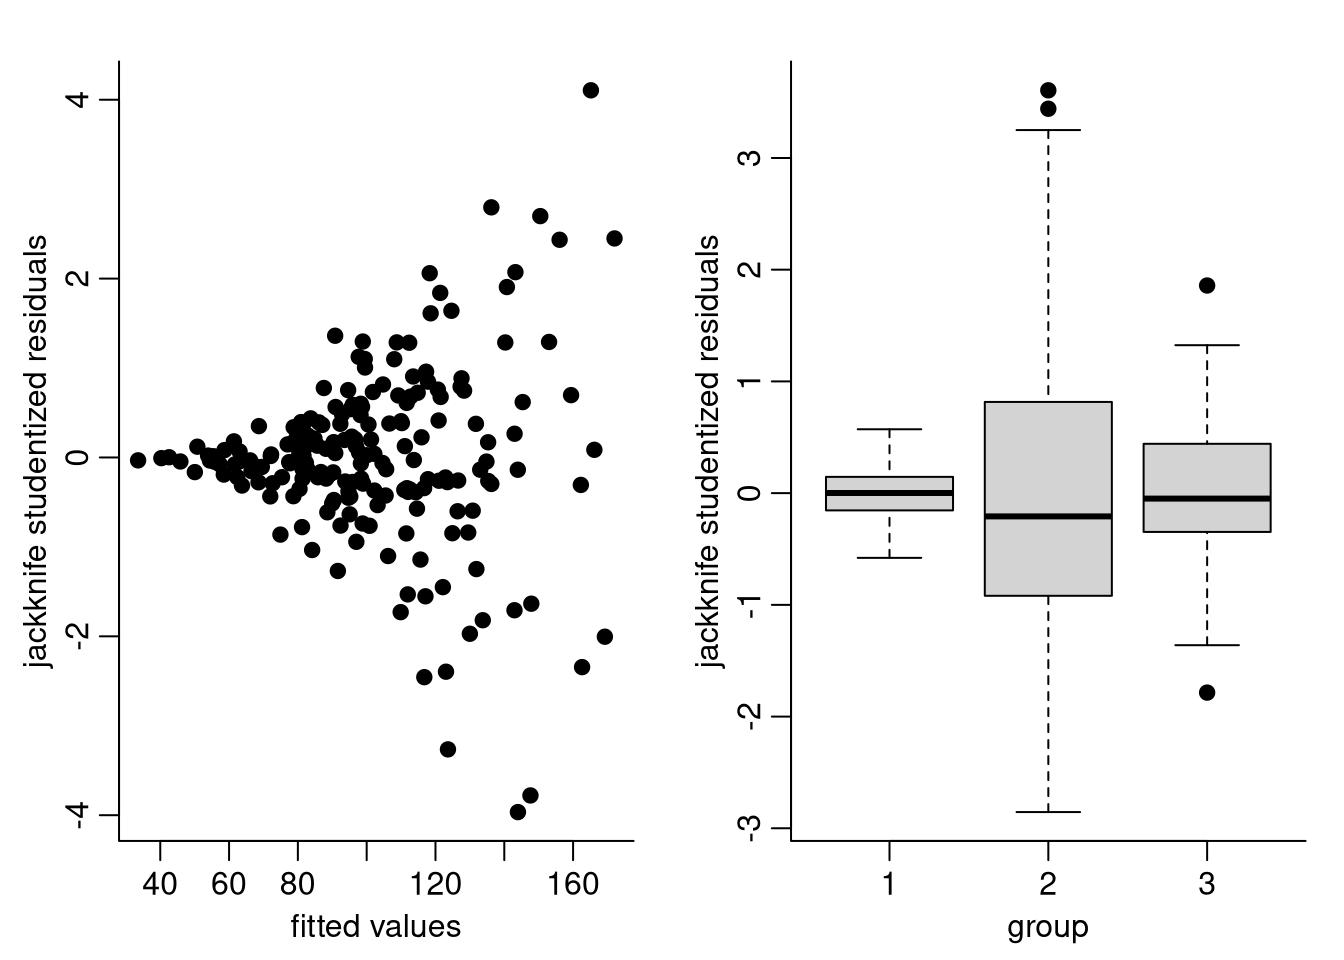 jackknife studentized residuals
4
2
0
-2
-4
40 60 80 120 160
fitted values
jackknife studentized residuals
3
2
1
0
-1
-2
-3
1 2 3
group